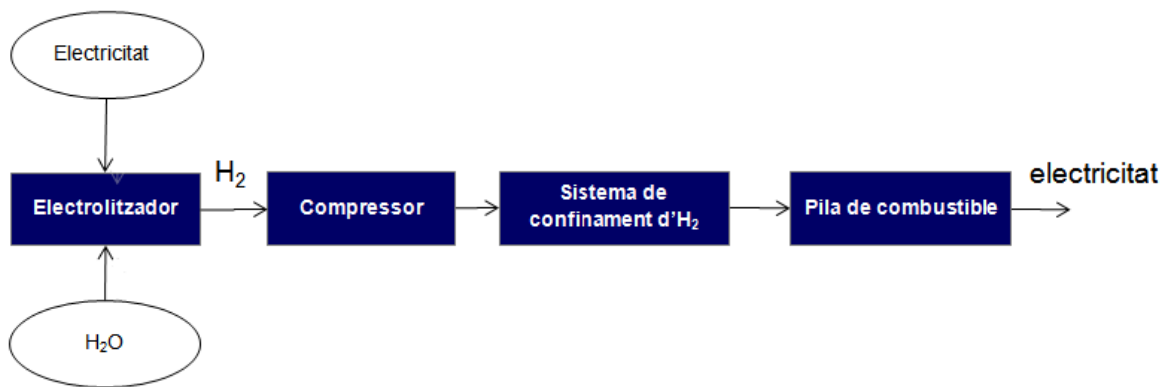 Electricitat
Electrolitzador
H₂
Compressor
Sistema de
confinament d'H₂
Pila de combustible
electricitat
H₂O